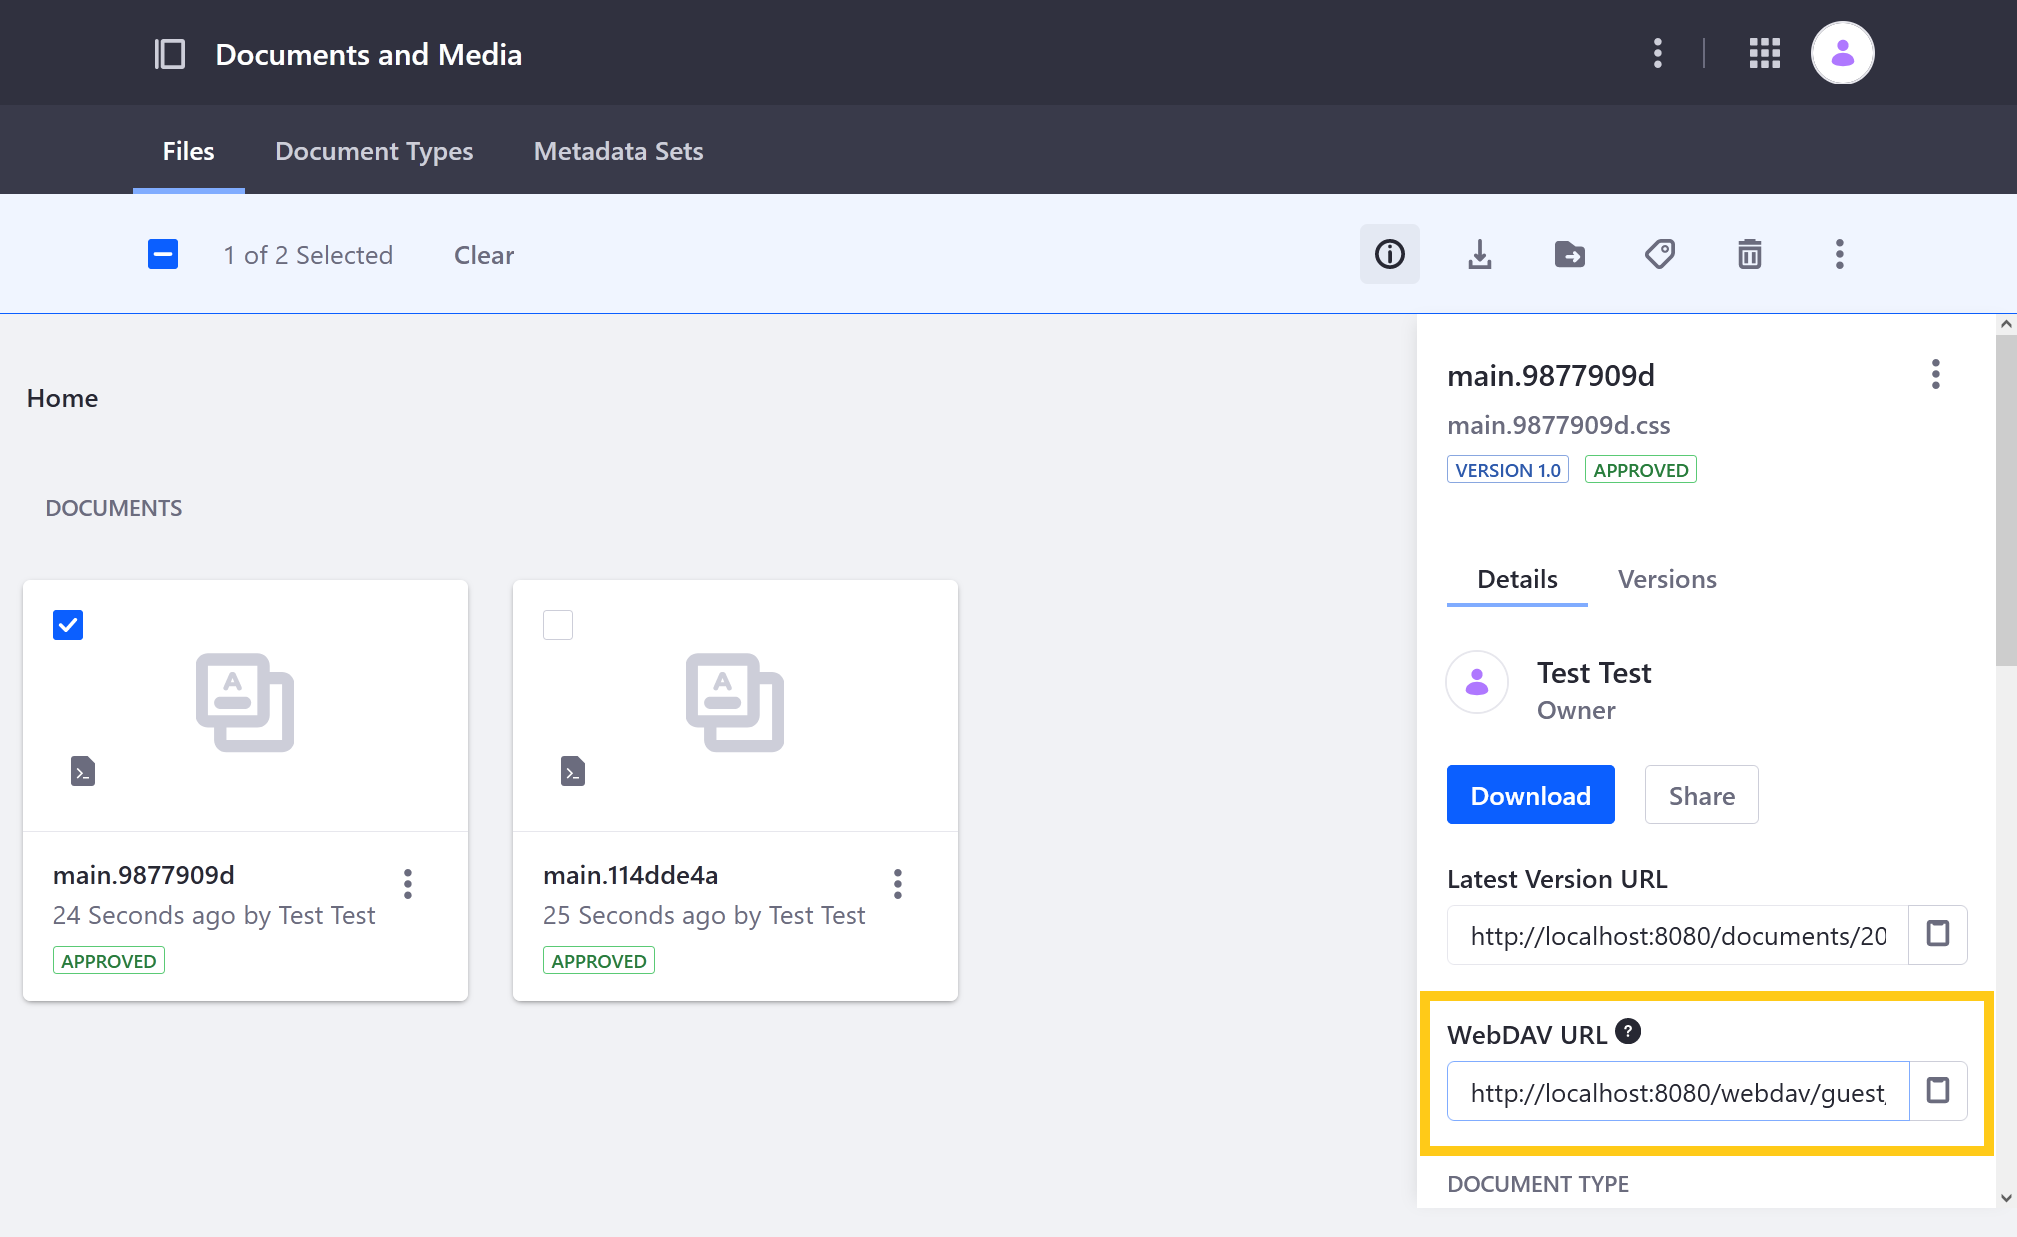 Documents and Media
Files
Document Types
Metadata Sets
1 of 2 Selected
Clear
Home
DOCUMENTS
A
main.9877909d
24 Seconds ago by Test Test
APPROVED
A
main.114dde4a
25 Seconds ago by Test Test
APPROVED
main.9877909d
main.9877909d.css
VERSION 1.0
APPROVED
Details
Versions
Test Test
Owner
Download
Share
Latest Version URL
http://localhost:8080/documents/20
WebDAV URL ?
http://localhost:8080/webdav/guest
DOCUMENT TYPE